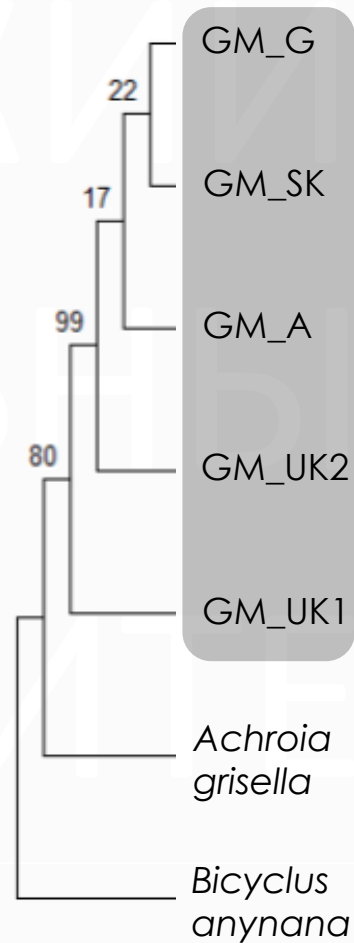 GM_G
22
GM_SK
17
GM_A
99
GM_UK2
80
GM_UK1
Achroia
grisella
Bicyclus
anynana